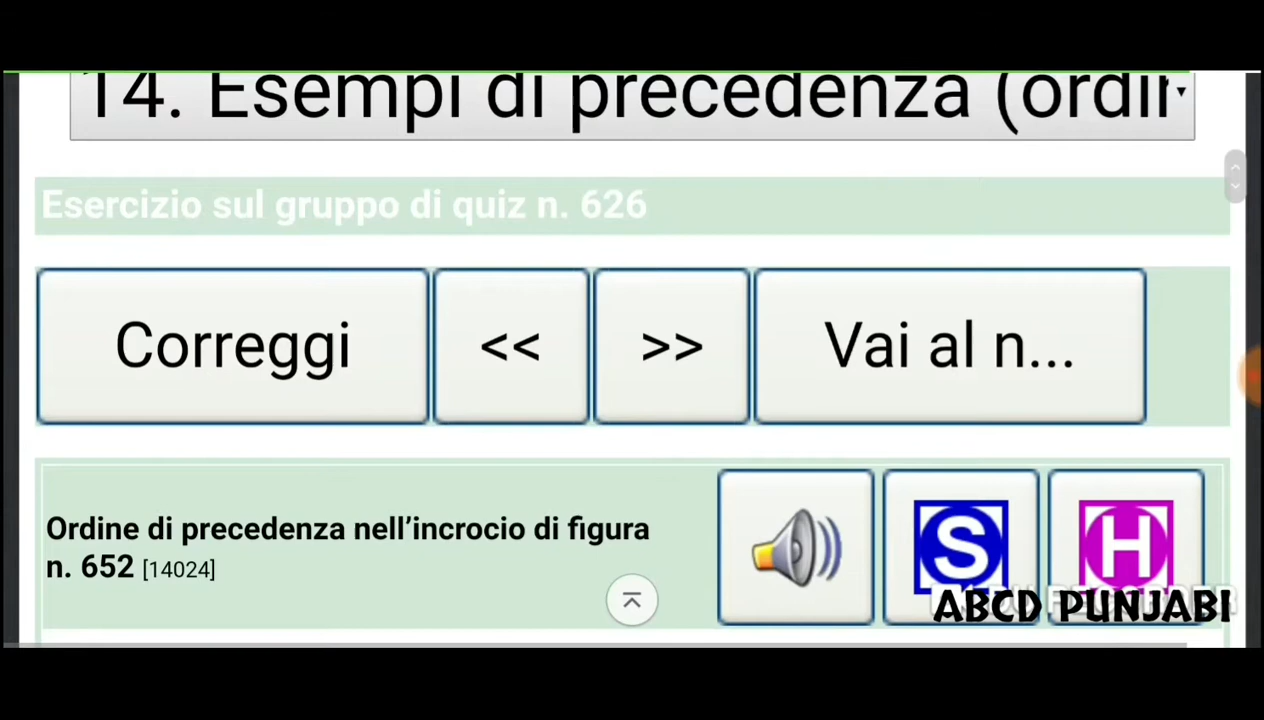 14. Esempi di precedenza (ordin
Esercizio sul gruppo di quiz n. 626
Correggi
<<
>>
Vai al n...
Ordine di precedenza nell'incrocio di figura
n. 652 [14024]
S
H
ABCD PUNJABI